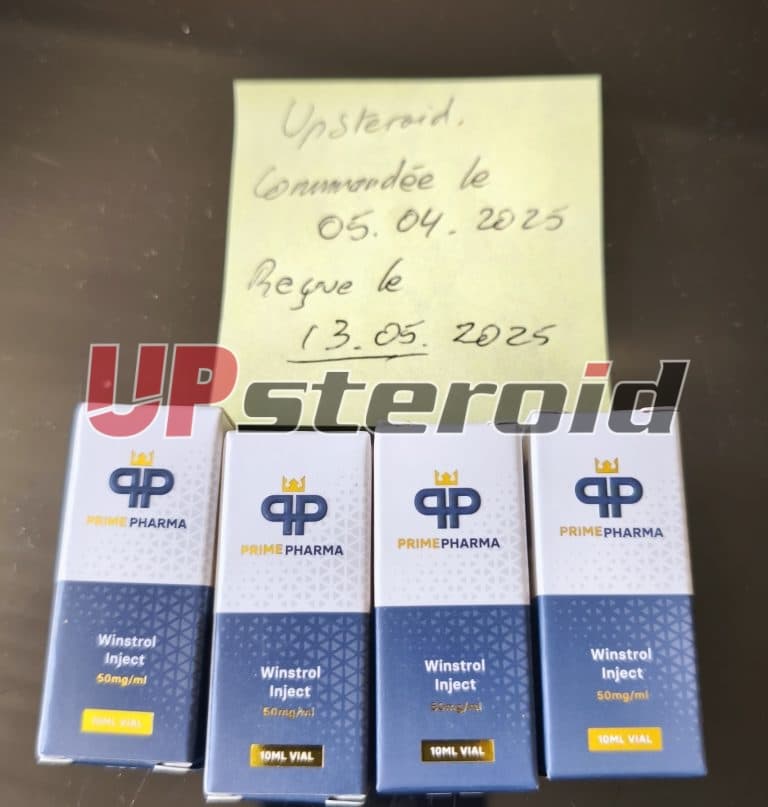 Upsteroid.
Commandée le
05.04.2025
Reçue le
13.05.2025
UPsteroid
PRIMEPHARMA
Winstrol
Inject
50mg/ml
10ML VIAL
PRIMEPHARMA
Winstrol
Inject
50mg/ml
10ML VIAL
PRIMEPHARMA
Winstrol
Inject
50mg/ml
10ML VIAL
PRIMEPHARMA
Winstrol
Inject
50mg/ml
10ML VIAL